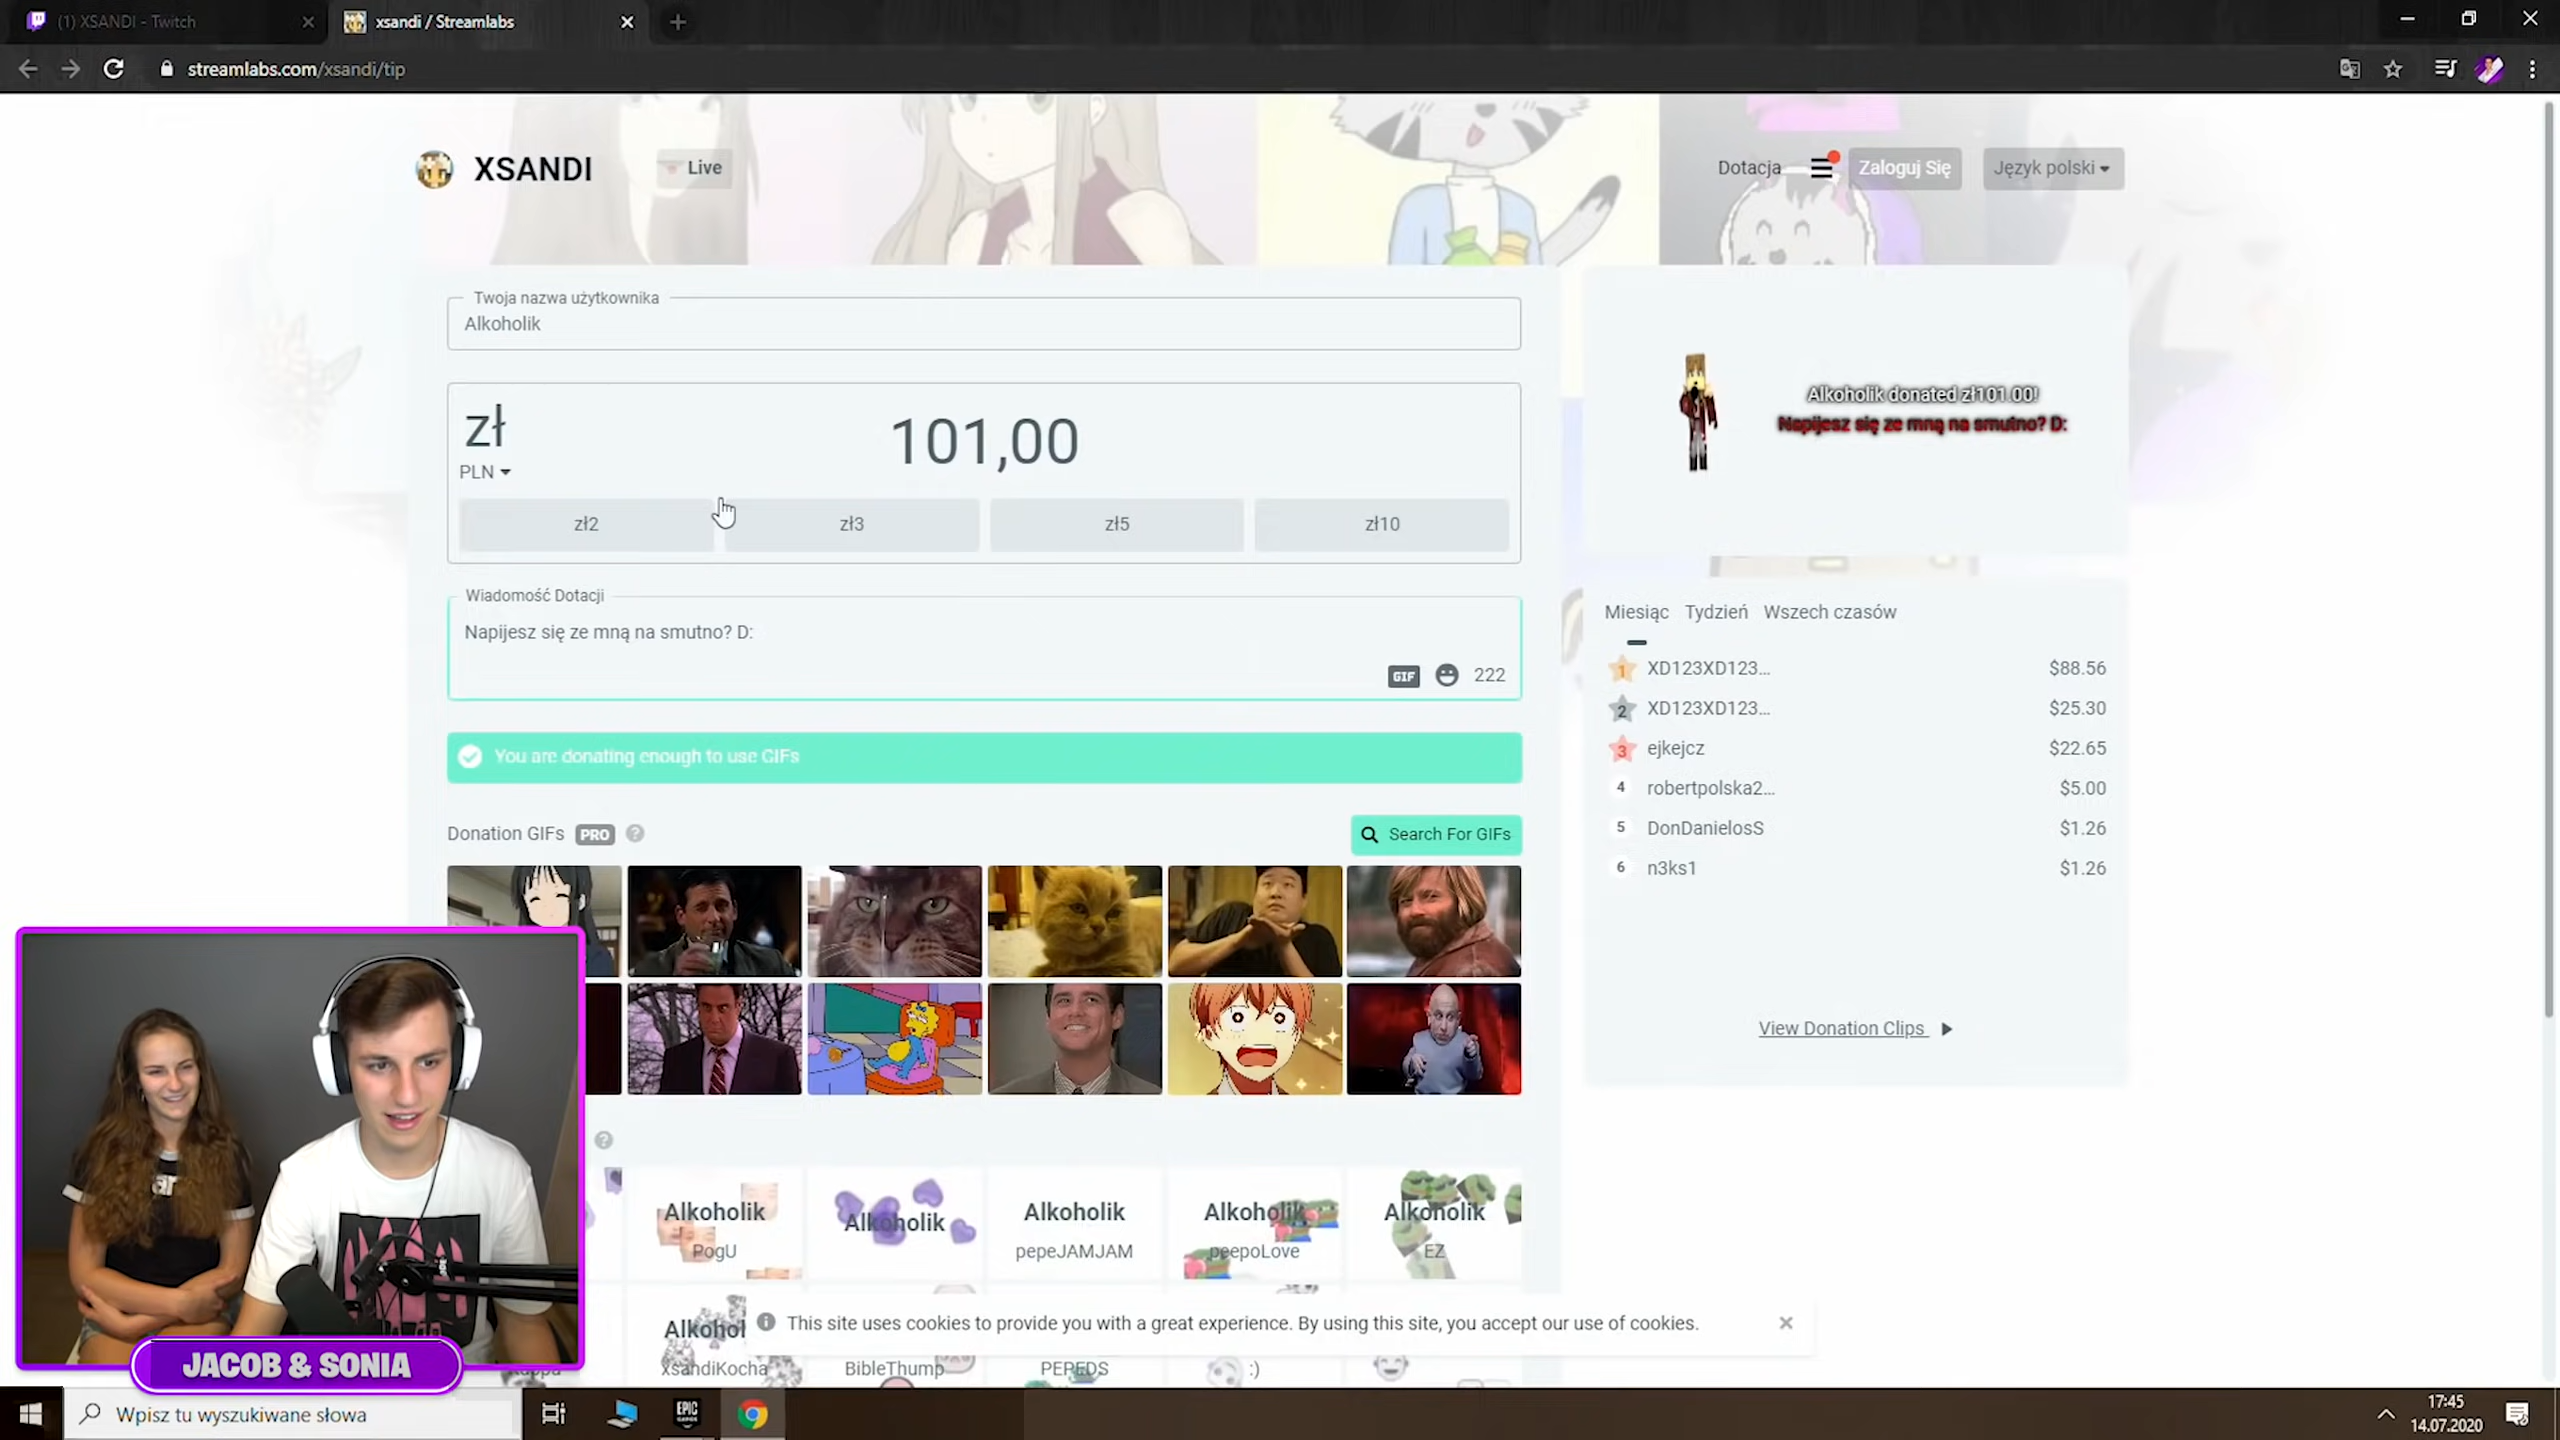 (1) XSANDI - Twitch
xsandi / Streamlabs
streamlabs.com/xsandi/tip
XSANDI
Live
Dotacja
Zaloguj Się
Język polski
Twoja nazwa użytkownika
Alkoholik
zł
PLN
101,00
zł2
zł3
zł5
zł10
Alkoholik donated zł101.00!
Napijesz się ze mną na smutno? D:
Wiadomość Dotacji
Napijesz się ze mną na smutno? D:
GIF
222
You are donating enough to use GIFs
Donation GIFs PRO ?
Search For GIFs
Miesiąc Tydzień Wszech czasów
1 XD123XD123... $88.56
2 XD123XD123... $25.30
3 ejkejcz $22.65
4 robertpolska2... $5.00
5 DonDanielosS $1.26
6 n3ks1 $1.26
View Donation Clips
?
Alkoholik
PogU
Alkoholik
Alkoholik
pepeJAMJAM
Alkoholik
peepoLove
Alkoholik
EZ
Alkohol
XsandiKocha
BibleThump
PEPEDS
:)
This site uses cookies to provide you with a great experience. By using this site, you accept our use of cookies.
JACOB & SONIA
Wpisz tu wyszukiwane słowa
EPIC
GAMES
17:45
14.07.2020